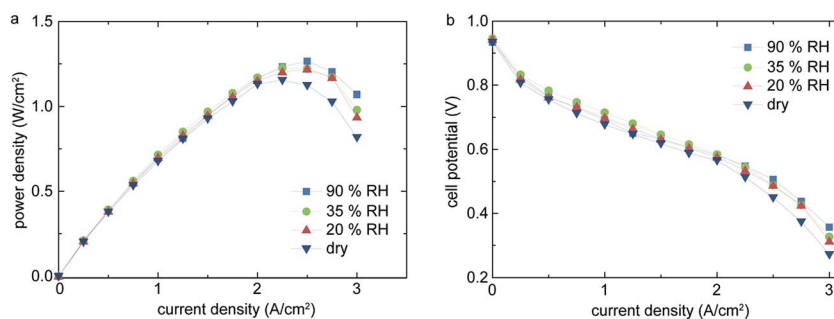 a
1.5
1.25
1.0
0.5
0.0
power density (W/cm²)
90 % RH
35 % RH
20 % RH
dry
0
1
2
3
current density (A/cm²)
b
1.0
0.8
0.6
0.4
0.2
cell potential (V)
90 % RH
35 % RH
20 % RH
dry
0
1
2
3
current density (A/cm²)